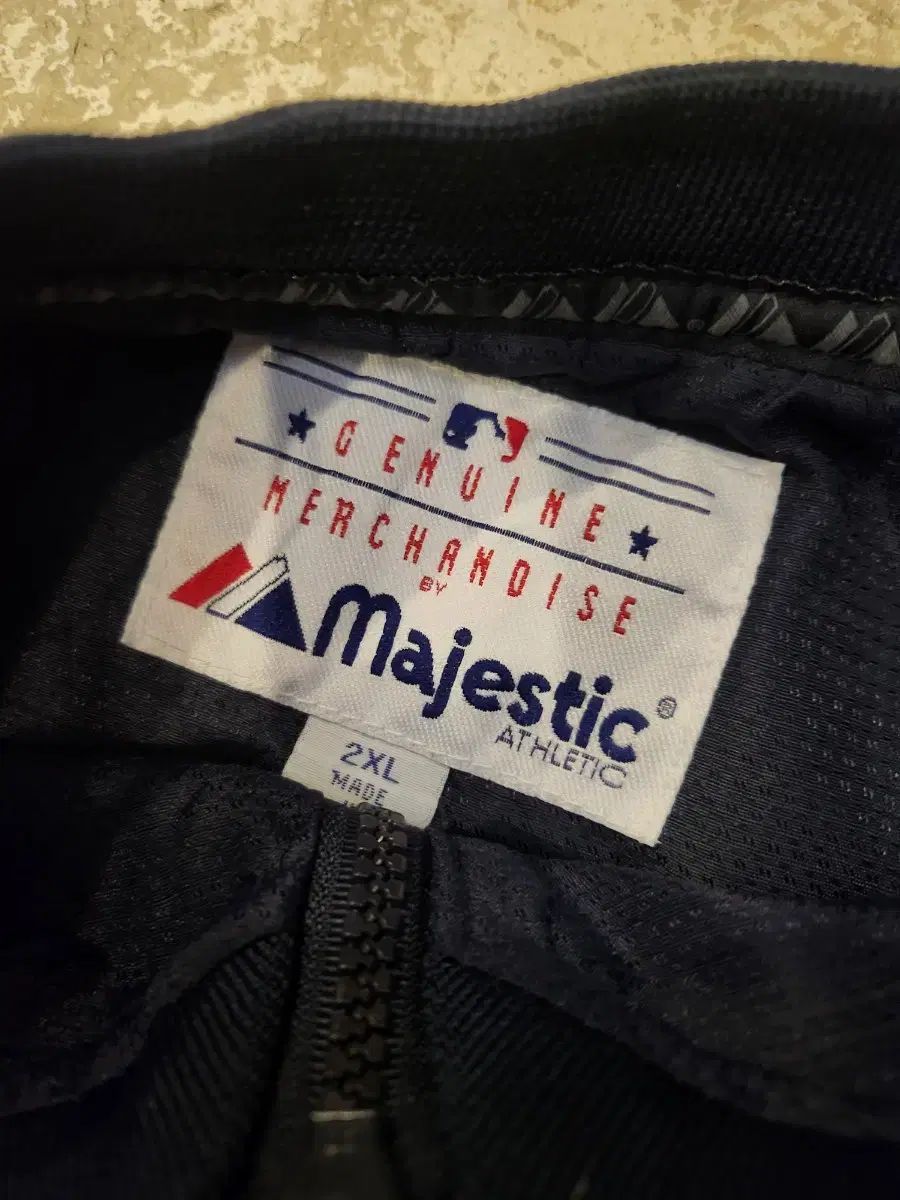 GENUINE
MERCHANDISE
BY
Majestic®
ATHLETIC
2XL
MADE